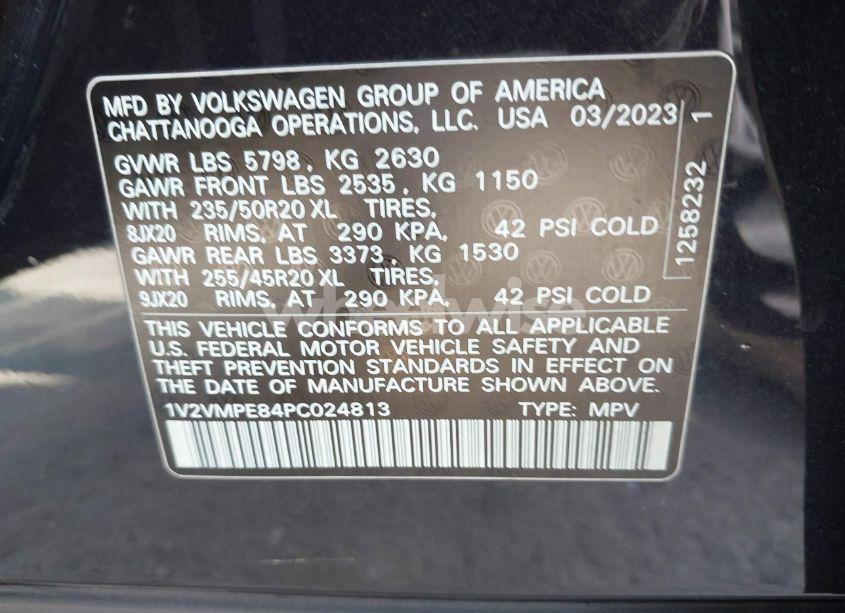 MFD BY VOLKSWAGEN GROUP OF AMERICA
CHATTANOOGA OPERATIONS, LLC. USA 03/2023
GVWR LBS 5798, KG 2630
GAWR FRONT LBS 2535, KG 1150
WITH 235/50R20 XL TIRES,
8JX20 RIMS, AT 290 KPA, 42 PSI COLD
GAWR REAR LBS 3373, KG 1530
WITH 255/45R20 XL TIRES,
9JX20 RIMS, AT 290 KPA, 42 PSI COLD
THIS VEHICLE CONFORMS TO ALL APPLICABLE
U.S. FEDERAL MOTOR VEHICLE SAFETY AND
THEFT PREVENTION STANDARDS IN EFFECT ON
THE DATE OF MANUFACTURE SHOWN ABOVE.
1V2VMPE84PC024813 TYPE: MPV
1258232 1